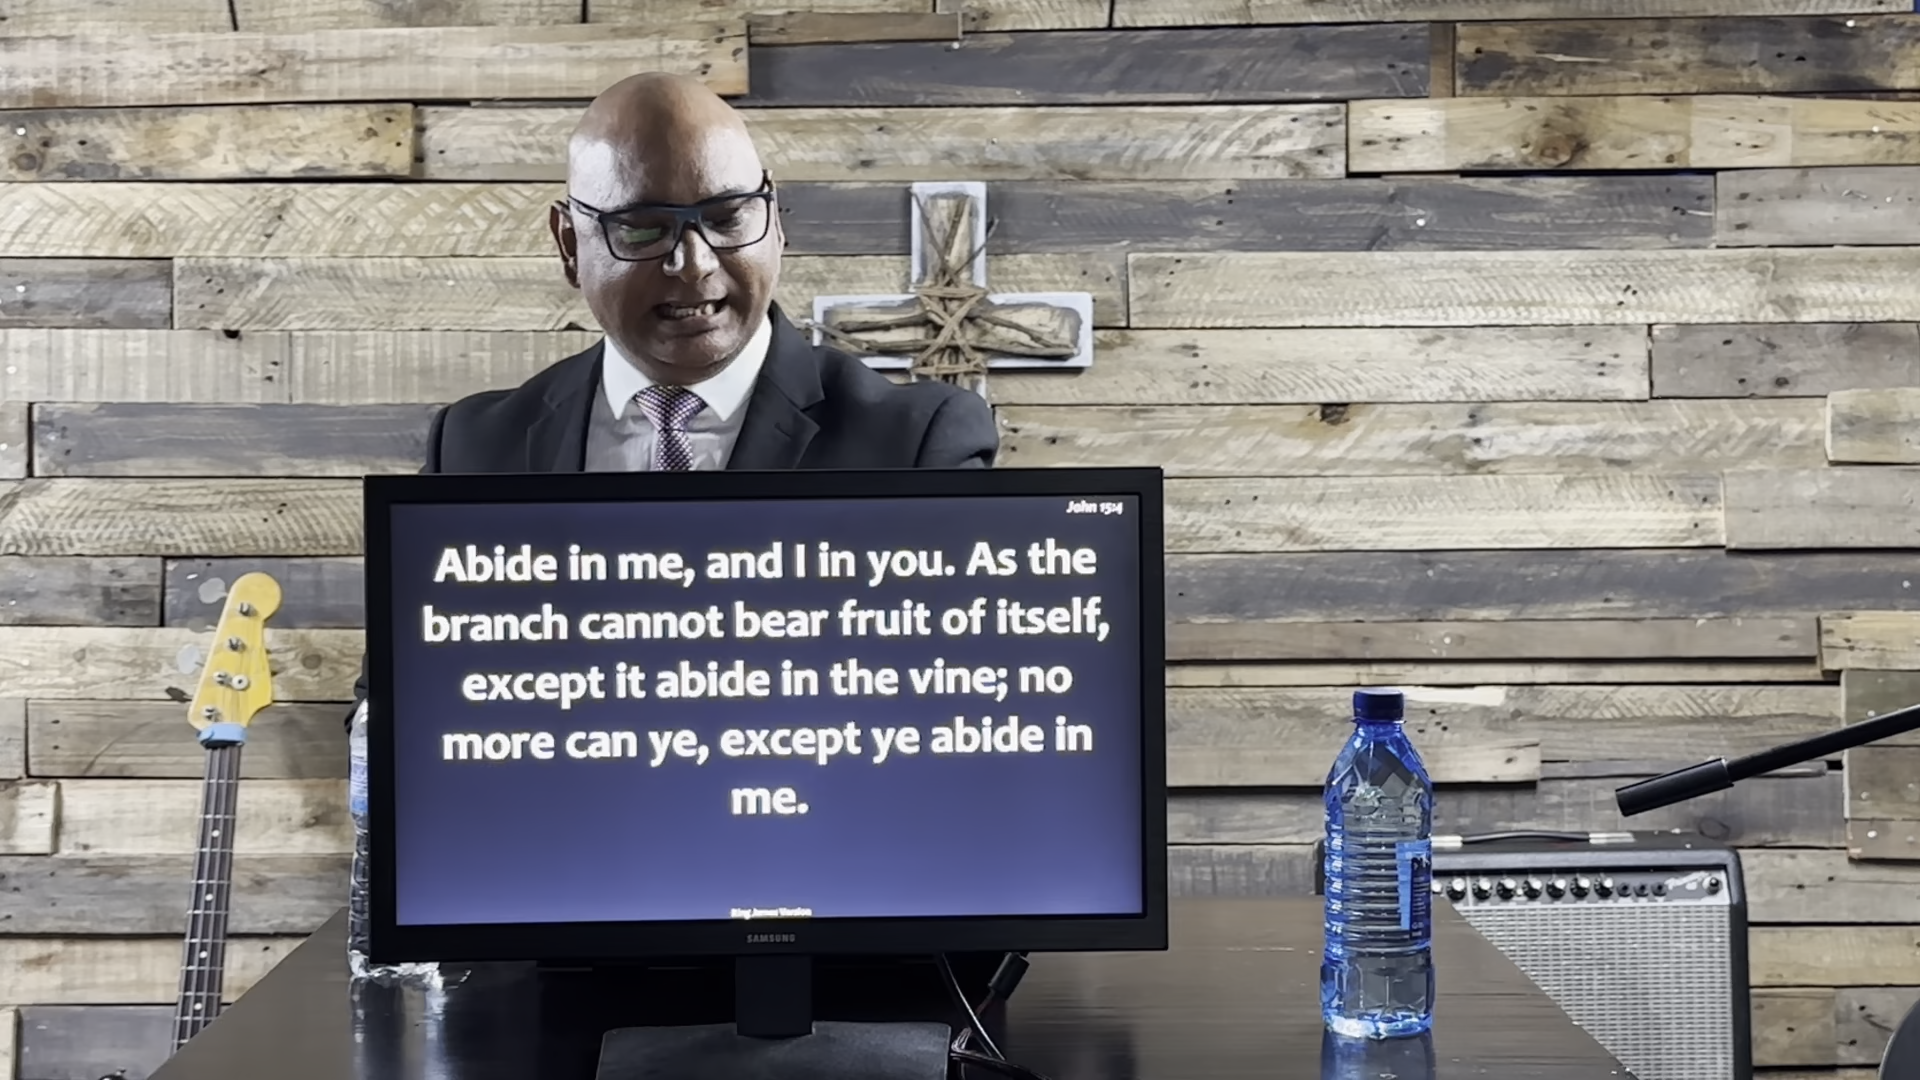 John 15:4
Abide in me, and I in you. As the
branch cannot bear fruit of itself,
except it abide in the vine; no
more can ye, except ye abide in
me.
King James Version
SAMSUNG